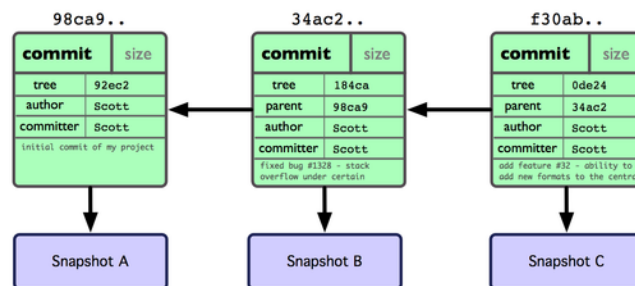 98ca9..
commit size
tree 92ec2
author Scott
committer Scott
initial commit of my project
Snapshot A
34ac2..
commit size
tree 184ca
parent 98ca9
author Scott
committer Scott
fixed bug #1328 - stack
overflow under certain
Snapshot B
f30ab..
commit size
tree 0de24
parent 34ac2
author Scott
committer Scott
add feature #32 - ability to
add new formats to the centra
Snapshot C